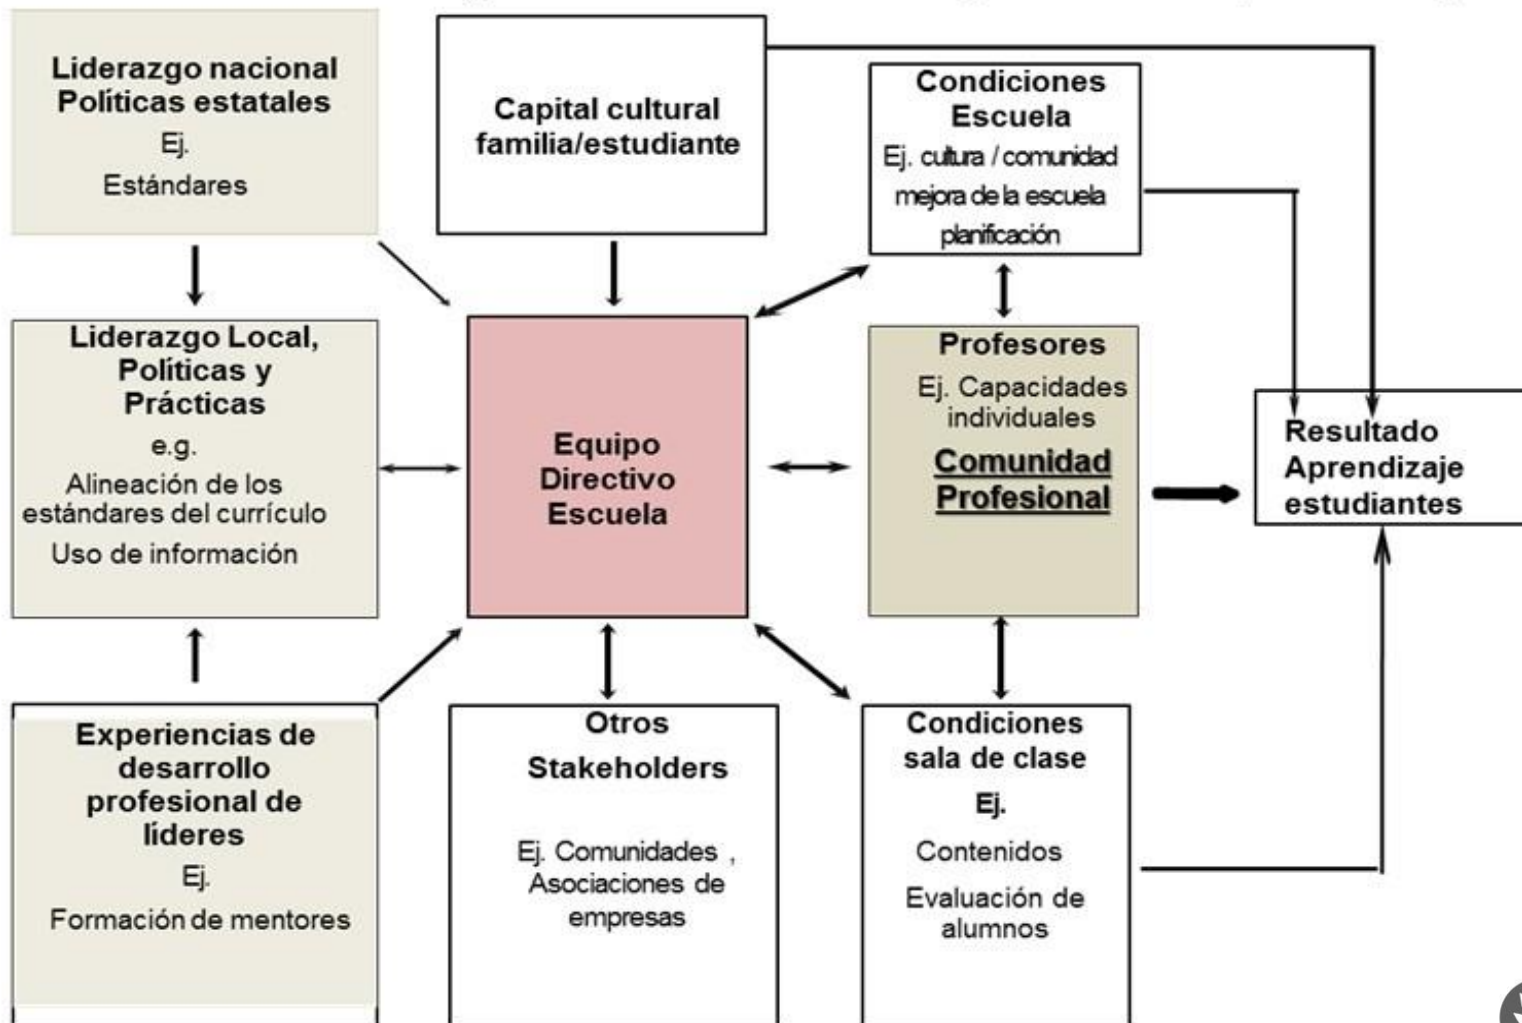 Liderazgo nacional
Políticas estatales
Ej.
Estándares
Capital cultural
familia/estudiante
Condiciones
Escuela
Ej. cultura / comunidad
mejora de la escuela
planificación
Liderazgo Local,
Políticas y
Prácticas
e.g.
Alineación de los
estándares del currículo
Uso de información
Equipo
Directivo
Escuela
Profesores
Ej. Capacidades
individuales
Comunidad
Profesional
Resultado
Aprendizaje
estudiantes
Experiencias de
desarrollo
profesional de
líderes
Ej.
Formación de mentores
Otros
Stakeholders
Ej. Comunidades ,
Asociaciones de
empresas
Condiciones
sala de clase
Ej.
Contenidos
Evaluación de
alumnos